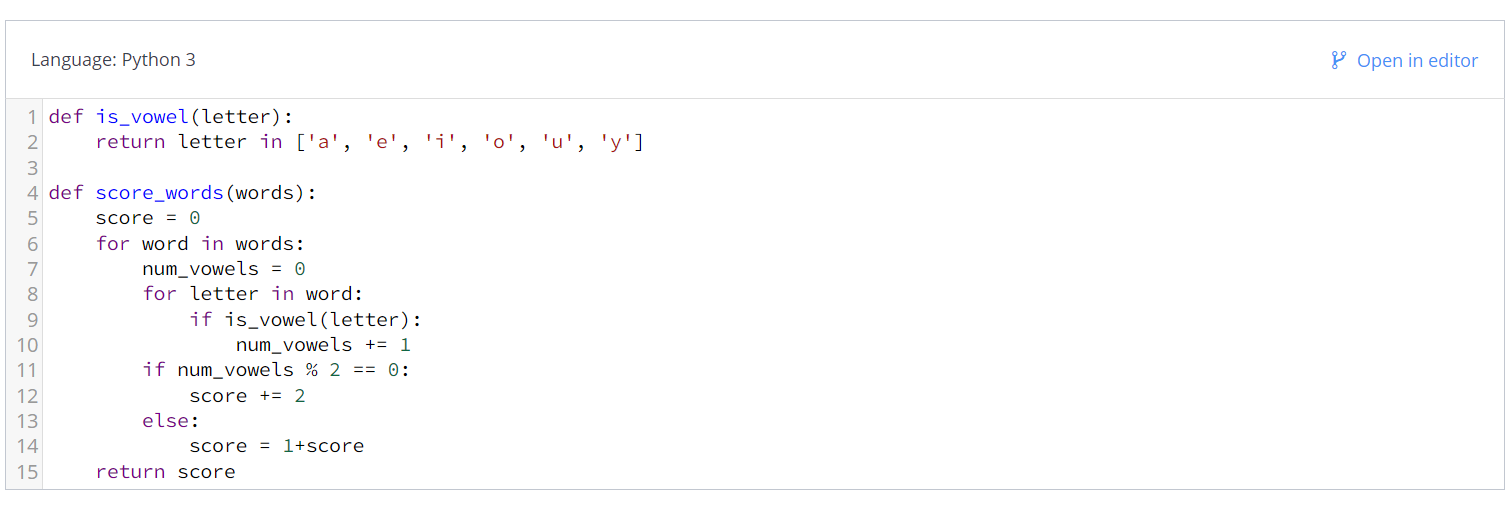 Language: Python 3
Open in editor
1 def is_vowel(letter):
2     return letter in ['a', 'e', 'i', 'o', 'u', 'y']
3
4 def score_words(words):
5     score = 0
6     for word in words:
7         num_vowels = 0
8         for letter in word:
9             if is_vowel(letter):
10                 num_vowels += 1
11         if num_vowels % 2 == 0:
12             score += 2
13         else:
14             score = 1+score
15     return score